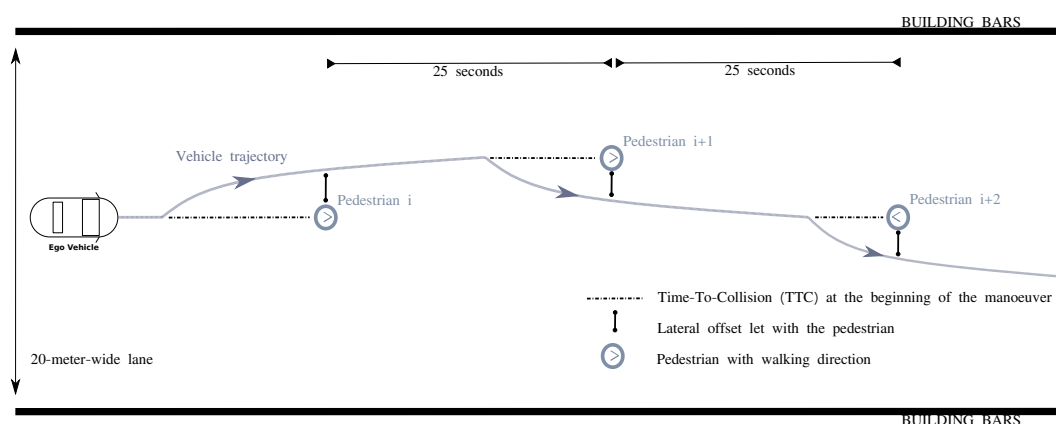 BUILDING BARS
25 seconds
25 seconds
Pedestrian i+1
Vehicle trajectory
Pedestrian i
Pedestrian i+2
Ego Vehicle
Time-To-Collision (TTC) at the beginning of the manoeuver
Lateral offset let with the pedestrian
20-meter-wide lane
Pedestrian with walking direction
BUILDING BARS